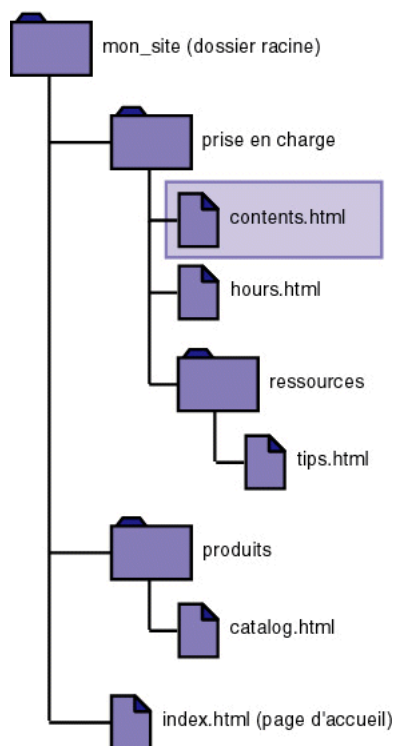 mon_site (dossier racine)
prise en charge
contents.html
hours.html
ressources
tips.html
produits
catalog.html
index.html (page d'accueil)